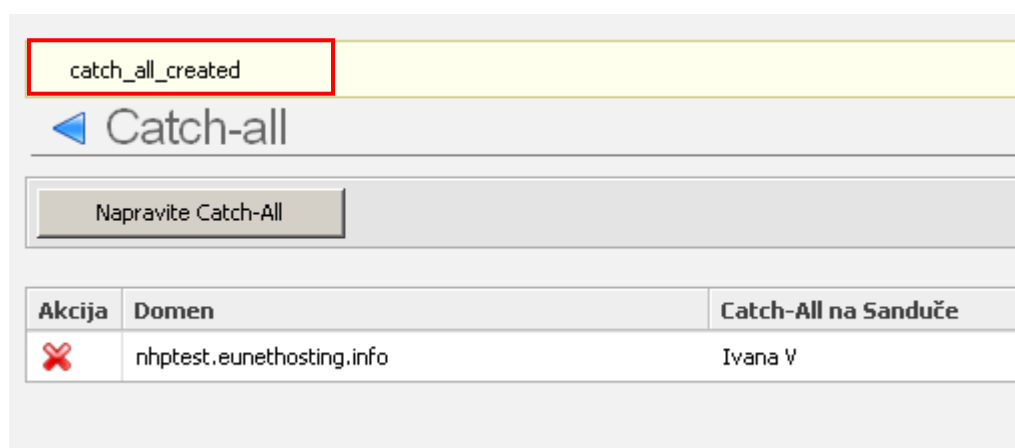 catch_all_created
Catch-all
Napravite Catch-All
Akcija Domen Catch-All na Sanduče
nhptest.eunethosting.info Ivana V